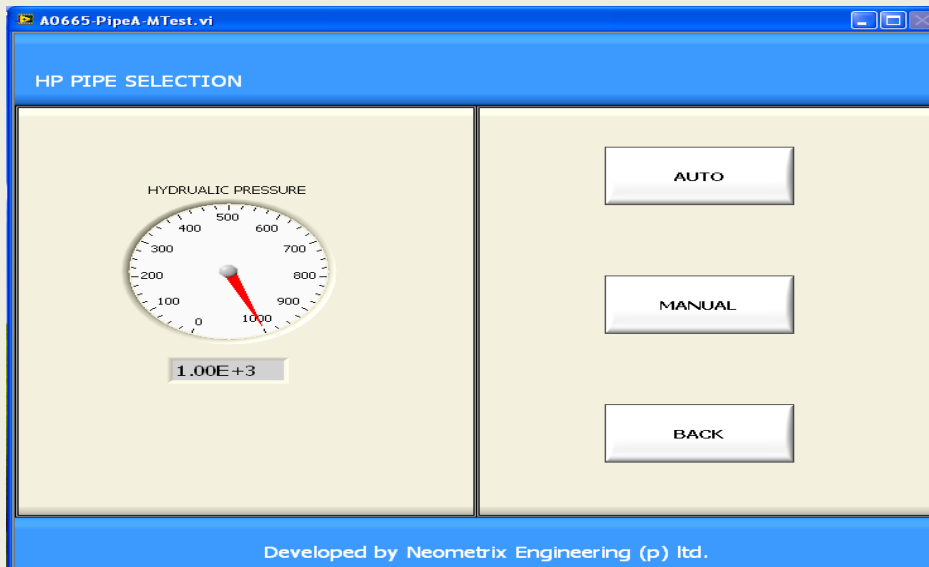 A0665-PipeA-MTest.vi
HP PIPE SELECTION
HYDRUALIC PRESSURE
0
100
200
300
400
500
600
700
800
900
1000
1.00E+3
AUTO
MANUAL
BACK
Developed by Neometrix Engineering (p) ltd.